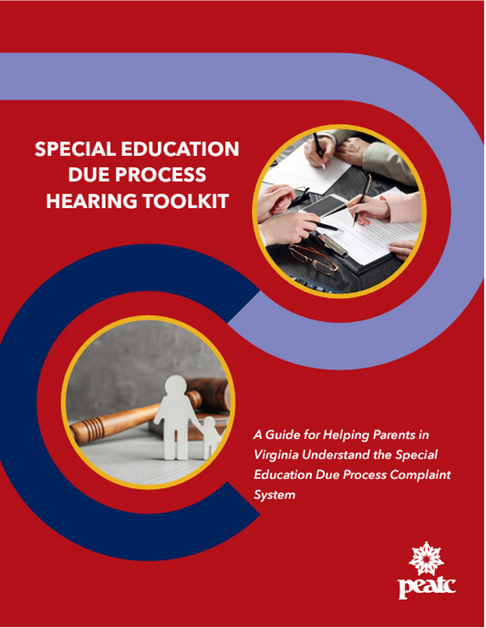 SPECIAL EDUCATION
DUE PROCESS
HEARING TOOLKIT
A Guide for Helping Parents in
Virginia Understand the Special
Education Due Process Complaint
System
peatc